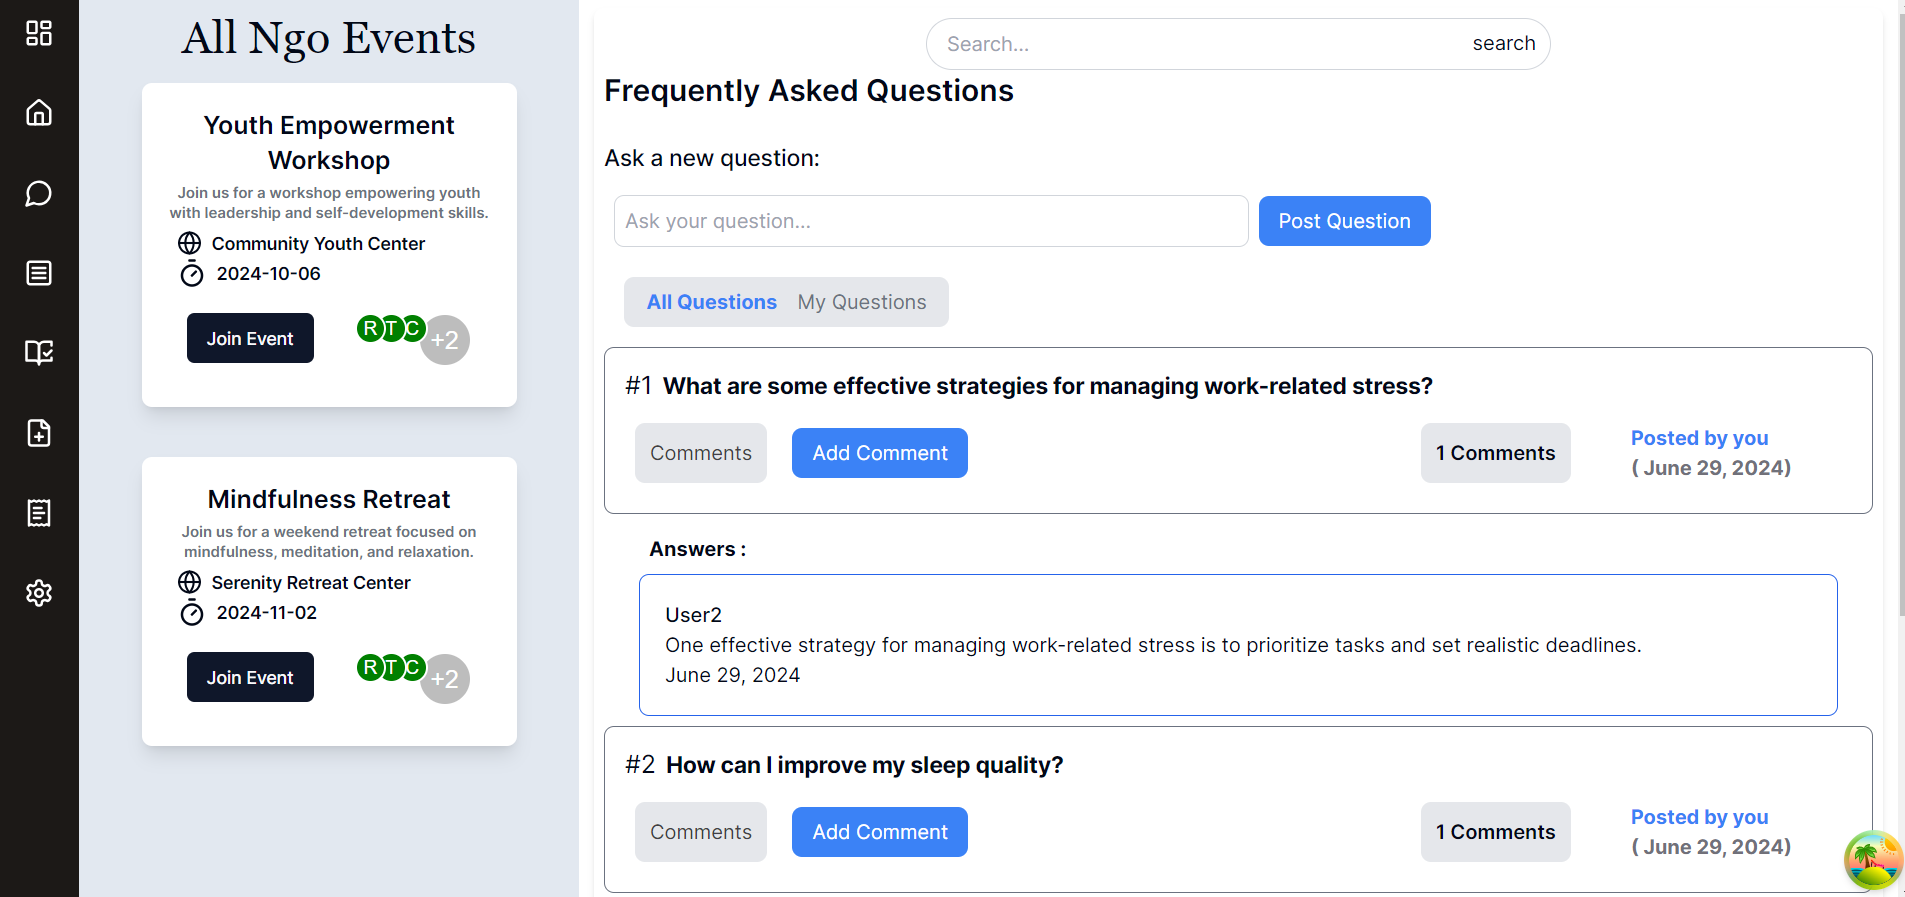 All Ngo Events
Youth Empowerment
Workshop
Join us for a workshop empowering youth
with leadership and self-development skills.
Community Youth Center
2024-10-06
Join Event
R T C +2
Mindfulness Retreat
Join us for a weekend retreat focused on
mindfulness, meditation, and relaxation.
Serenity Retreat Center
2024-11-02
Join Event
R T C +2
Search... search
Frequently Asked Questions
Ask a new question:
Ask your question... Post Question
All Questions My Questions
#1 What are some effective strategies for managing work-related stress?
Comments Add Comment 1 Comments Posted by you
( June 29, 2024)
Answers :
User2
One effective strategy for managing work-related stress is to prioritize tasks and set realistic deadlines.
June 29, 2024
#2 How can I improve my sleep quality?
Comments Add Comment 1 Comments Posted by you
( June 29, 2024)